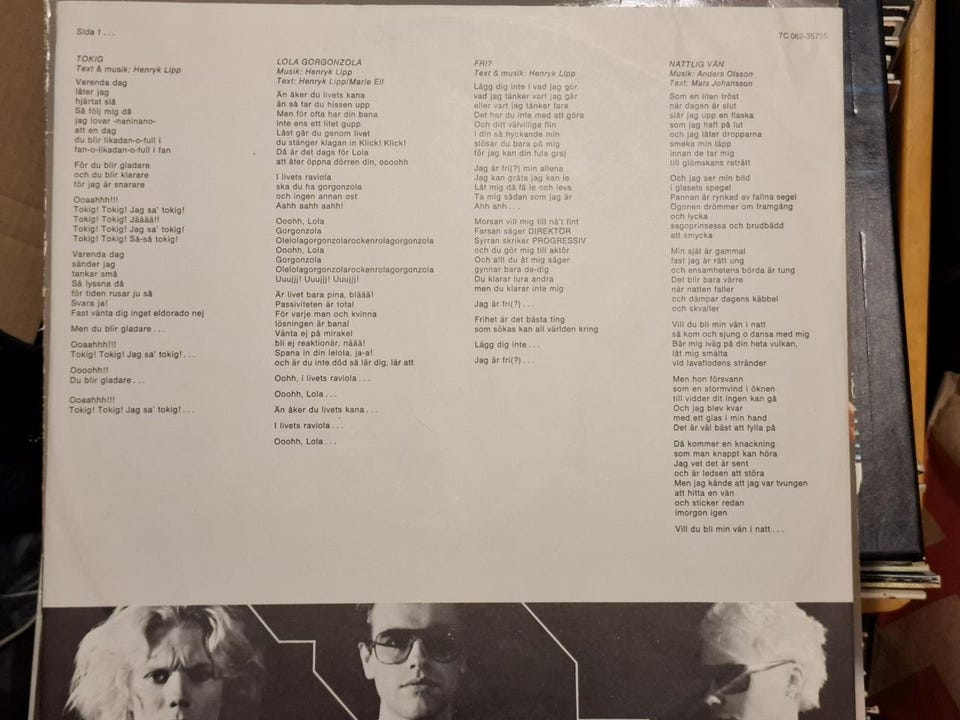 Side 1 ...
7C 062-35755
TOKIG
Text & musik: Henryk Lipp
Varenda dag
låter jag
hjärtat slå
Så följ mig då
jag lovar -naninano-
att en dag
du blir likadan-o-full i
fan-o-likadan-o-full i fan
För du blir gladare
och du blir klarare
för jag är snarare
Ooaahhh!!!
Tokig! Tokig! Jag sa' tokig!
Tokig! Tokig! Jääää!!
Tokig! Tokig! Jag sa' tokig!
Tokig! Tokig! Så-så tokig!
Varenda dag
sänder jag
tankar små
Så lyssna då
för tiden rusar ju så
Svara ja!
Fast vänta dig inget eldorado nej
Men du blir gladare ...
Ooaahhh!!!
Tokig! Tokig! Jag sa' tokig ...
Oooohh!!
Du blir gladare ...
Ooaahhh!!!
Tokig! Tokig! Jag sa' tokig! ...
LOLA GORGONZOLA
Musik: Henryk Lipp
Text: Henryk Lipp/Marie Ell
Än åker du livets kana
än så tar du hissen upp
Men för ofta har din bana
inte ens ett litet gupp
Låst går du genom livet
du stänger klagan in Klick! Klick!
Då är det dags för Lola
att åter öppna dörren din, oooohh
I livets raviola
ska du ha gorgonzola
och ingen annan ost
Aahh aahh aahh!
Ooohh, Lola
Gorgonzola
Olelolagorgonzolarockenrolagorgonzola
Ooohh, Lola
Gorgonzola
Olelolagorgonzolarockenrolagorgonzola
Uuujjj! Uuujjj! Uuujjj!
Är livet bara pina, blääa!
Passiviteten är total
För varje man och kvinna
lösningen är banal
Vänta ej på mirakel
bli ej reaktionär, nääa!
Spana in din lelola, ja-a!
och är du inte död så lär dig, lär att
Oohh, i livets raviola ...
Ooohh, Lola ...
Än åker du livets kana ...
I livets raviola ...
Ooohh, Lola ...
FRI?
Text & musik: Henryk Lipp
Lägg dig inte i vad jag gör
vad jag tänker vart jag går
eller vart jag tänker fara
Det har du inte med att göra
Och ditt välvilliga flin
i din så hyckande min
slösar du bara på mig
för jag kan dina fula grej
Jag är fri(?) min allena
Jag kan gråta jag kan le
Låt mig då få le och leva
Ta mig sådan som jag är
Ahh ahh ...
Morsan vill mig till nå't fint
Farsan säger DIREKTÖR
Syrran skriker PROGRESSIV
och du gör mig till aktör
Och allt du åt mig säger
gynnar bara de-dig
Du klarar lura andra
men du klarar inte mig
Jag är fri(?) ...
Frihet är det bästa ting
som sökas kan all världen kring
Lägg dig inte ...
Jag är fri(?) ...
NATTLIG VÄN
Musik: Anders Olsson
Text: Mats Johansson
Som en liten tröst
när dagen är slut
slår jag upp en flaska
som jag haft på lut
och jag låter dropparna
smeka min läpp
innan de tar mig
till glömskans reträtt
Och jag ser min bild
i glasets spegel
Pannan är rynkad av fallna segel
Ögonen drömmer om framgång
och lycka
sagoprinsessa och brudbädd
att smycka
Min själ är gammal
fast jag är rätt ung
och ensamhetens börda är tung
Det blir bara värre
när natten faller
och dämpar dagens käbbel
och skvaller
Vill du bli min vän i natt
så kom och sjung o dansa med mig
Bär mig iväg på din heta vulkan,
låt mig smälta
vid lavaflodens stränder
Men hon försvann
som en stormvind i öknen
till vidder dit ingen kan gå
Och jag blev kvar
med ett glas i min hand
Det är väl bäst att fylla på
Då kommer en knackning
som man knappt kan höra
Jag vet det är sent
och är ledsen att störa
Men jag kände att jag var tvungen
att hitta en vän
och sticker redan
imorgon igen
Vill du bli min vän i natt ...